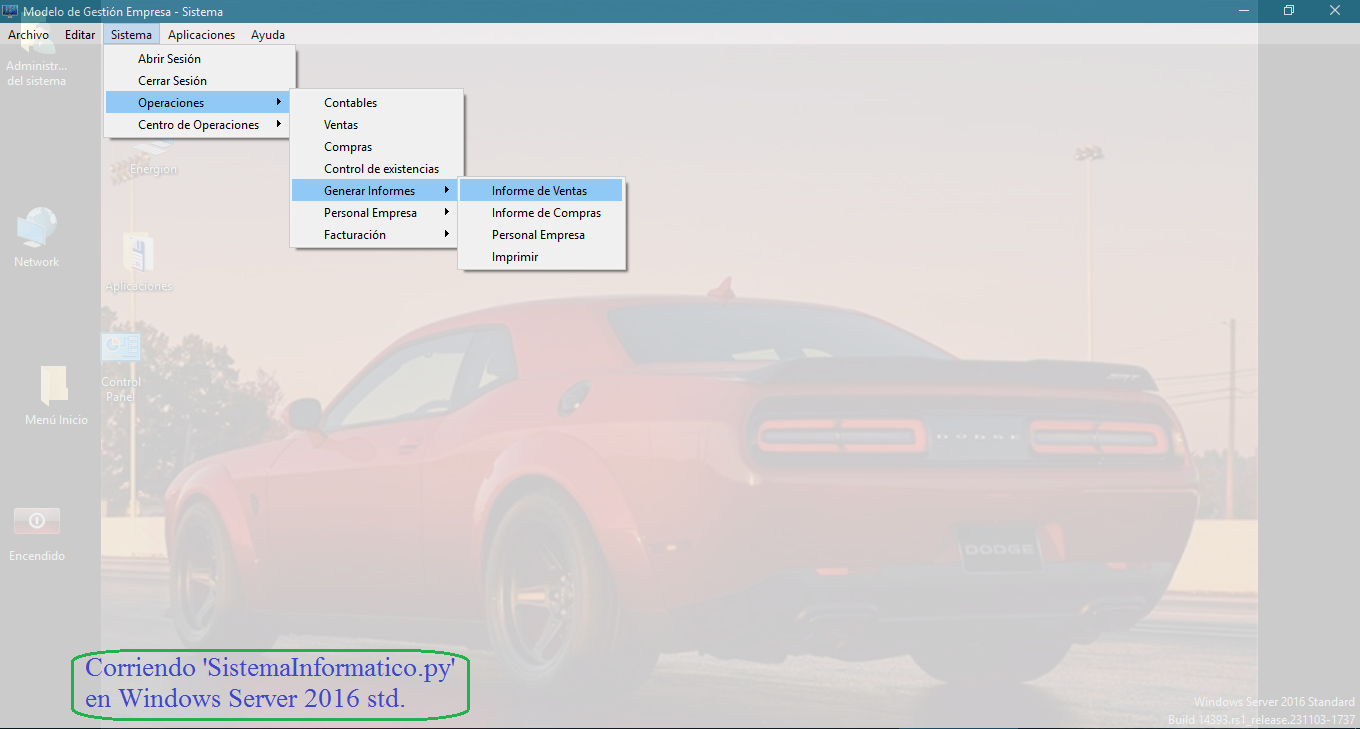 Modelo de Gestión Empresa - Sistema
Archivo Editar Sistema Aplicaciones Ayuda
Administr...
del sistema
Abrir Sesión
Cerrar Sesión
Operaciones
Centro de Operaciones
Contables
Ventas
Compras
Control de existencias
Generar Informes
Personal Empresa
Facturación
Informe de Ventas
Informe de Compras
Personal Empresa
Imprimir
Energión
Network
Aplicaciones
Control
Panel
Menú Inicio
Encendido
DODGE
DODGE
Corriendo 'SistemaInformatico.py'
en Windows Server 2016 std.
Windows Server 2016 Standard
Build 14393.rs1_release.231103-1737